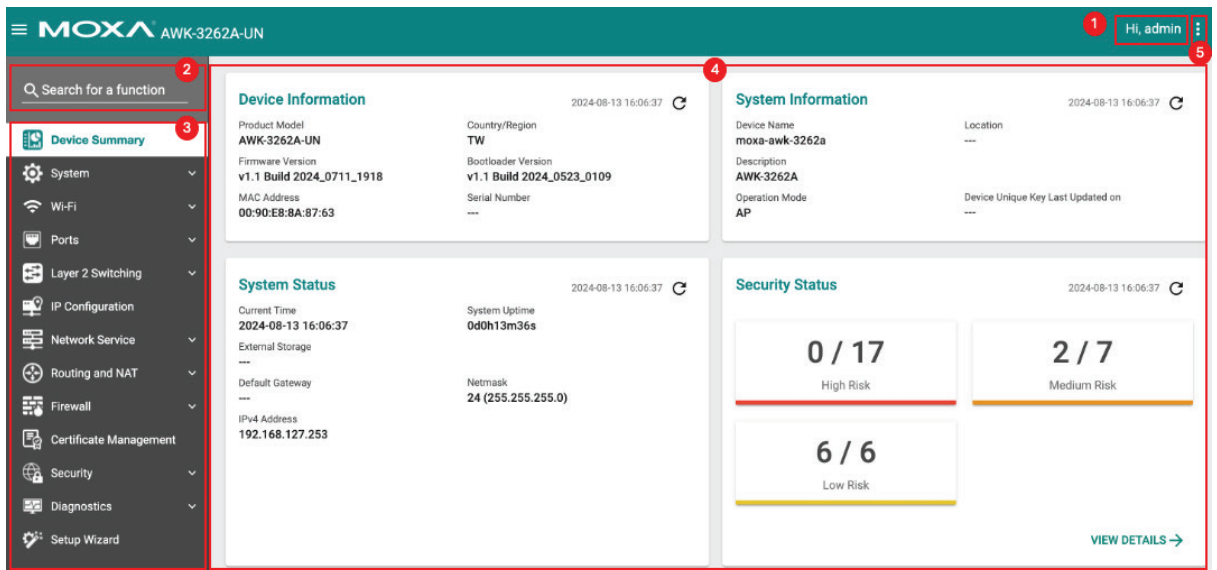 MOXA AWK-3262A-UN
1
Hi, admin
5
Search for a function
2
3
Device Summary
System
Wi-Fi
Ports
Layer 2 Switching
IP Configuration
Network Service
Routing and NAT
Firewall
Certificate Management
Security
Diagnostics
Setup Wizard
4
Device Information
2024-08-13 16:06:37
Product Model
Country/Region
AWK-3262A-UN
TW
Firmware Version
Bootloader Version
v1.1 Build 2024_0711_1918
v1.1 Build 2024_0523_0109
MAC Address
Serial Number
00:90:E8:8A:87:63
---
System Information
2024-08-13 16:06:37
Device Name
Location
moxa-awk-3262a
---
Description
AWK-3262A
Operation Mode
Device Unique Key Last Updated on
AP
---
System Status
2024-08-13 16:06:37
Current Time
System Uptime
2024-08-13 16:06:37
0d0h13m36s
External Storage
---
Default Gateway
Netmask
---
24 (255.255.255.0)
IPv4 Address
192.168.127.253
Security Status
2024-08-13 16:06:37
0 / 17
High Risk
2 / 7
Medium Risk
6 / 6
Low Risk
VIEW DETAILS